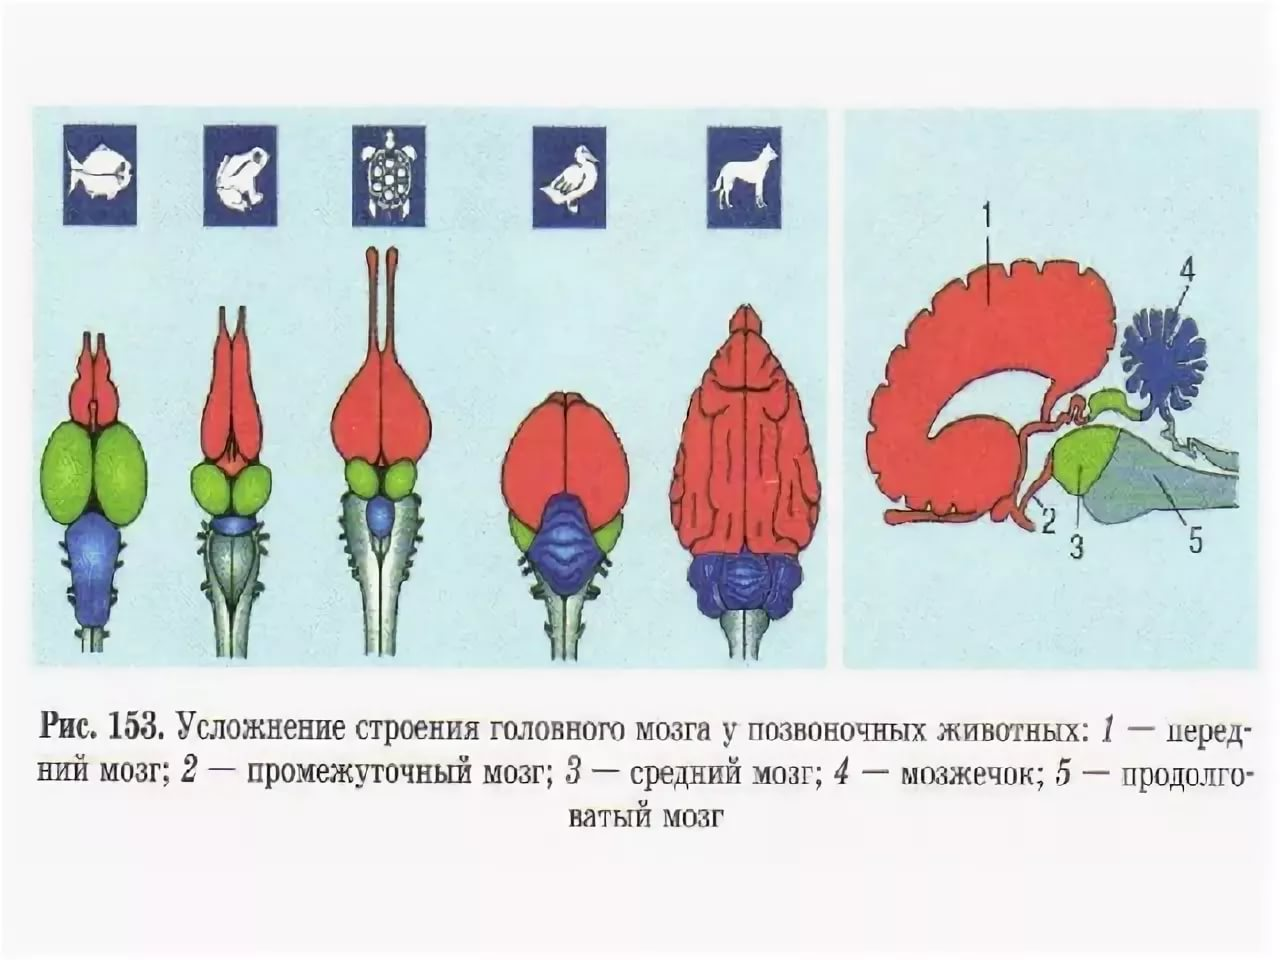 1
4
2
3
5
Рис. 153. Усложнение строения головного мозга у позвоночных животных: 1 — перед-
ний мозг; 2 — промежуточный мозг; 3 — средний мозг; 4 — мозжечок; 5 — продолго-
ватый мозг